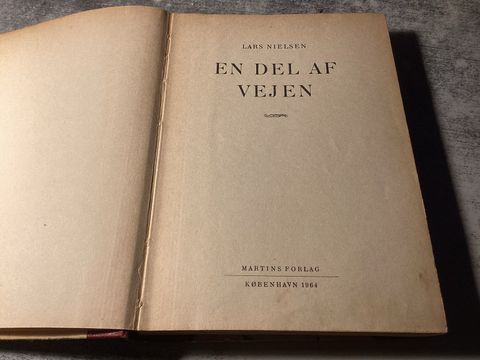 LARS NIELSEN
EN DEL AF
VEJEN
MARTINS FORLAG
KØBENHAVN 1964